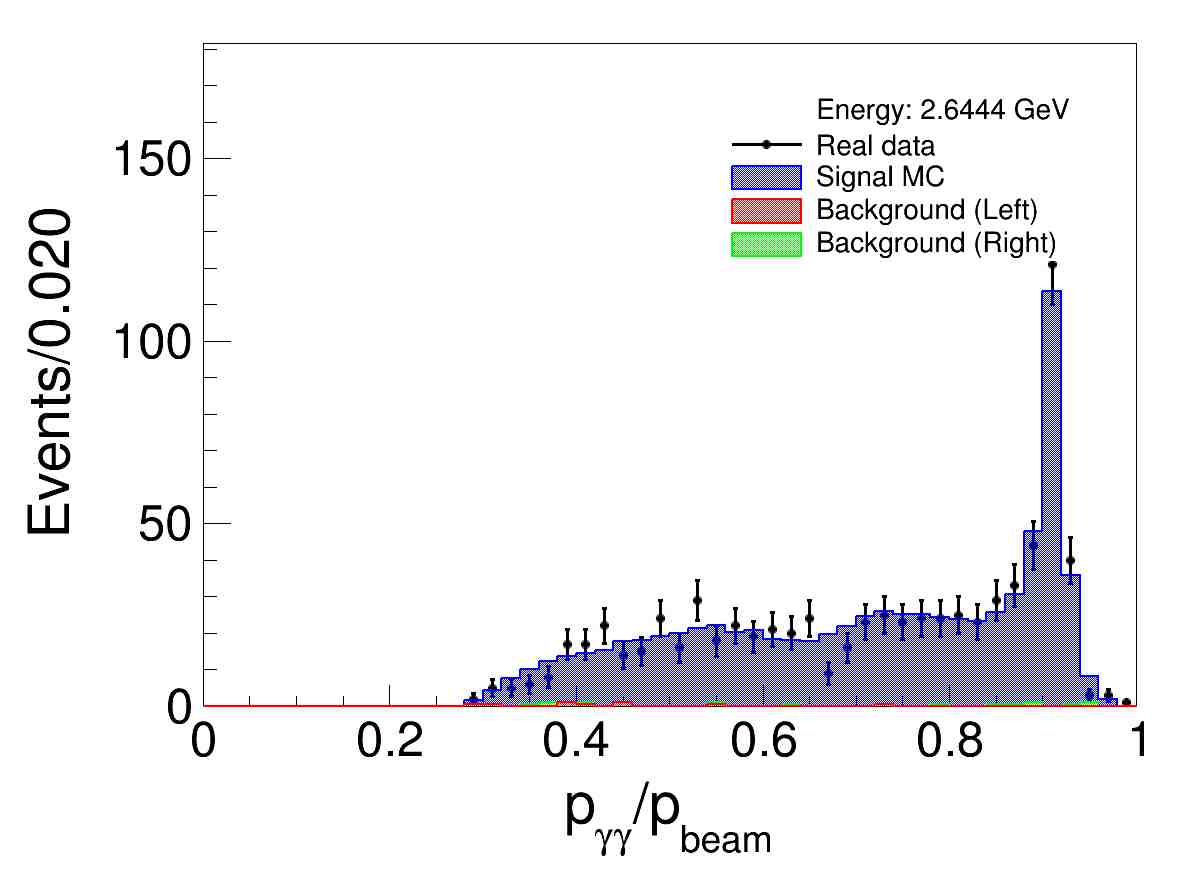 Energy: 2.6444 GeV
Real data
Signal MC
Background (Left)
Background (Right)
Events/0.020
150
100
50
0
0 0.2 0.4 0.6 0.8 1
pγγ/pbeam